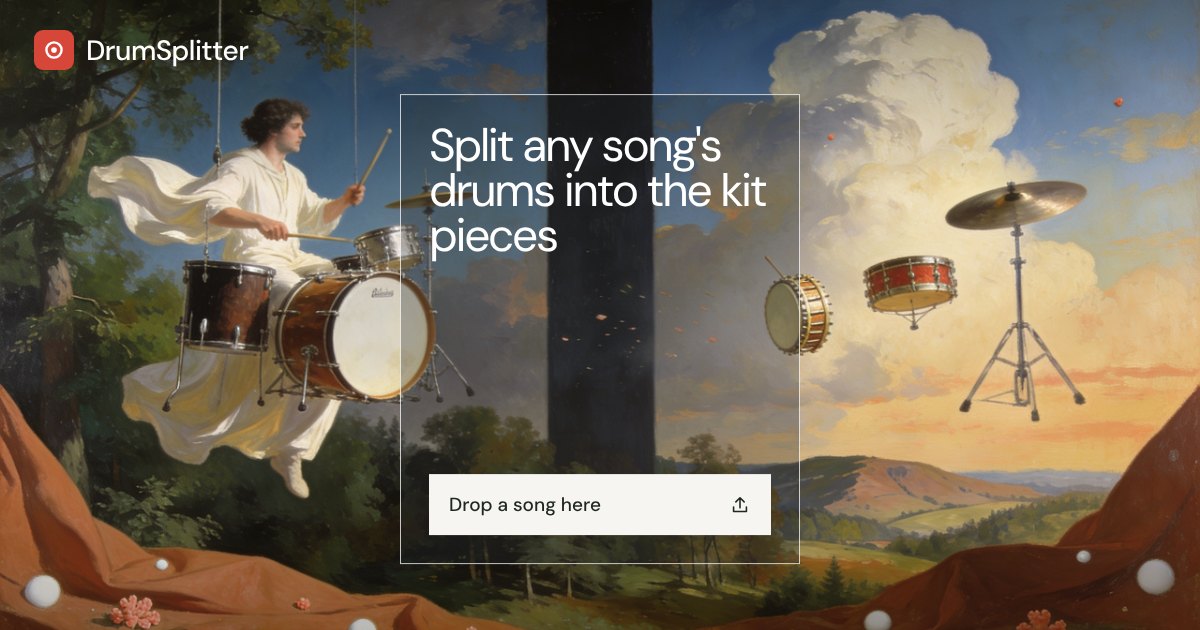 DrumSplitter
Split any song's
drums into the kit
pieces
Drop a song here